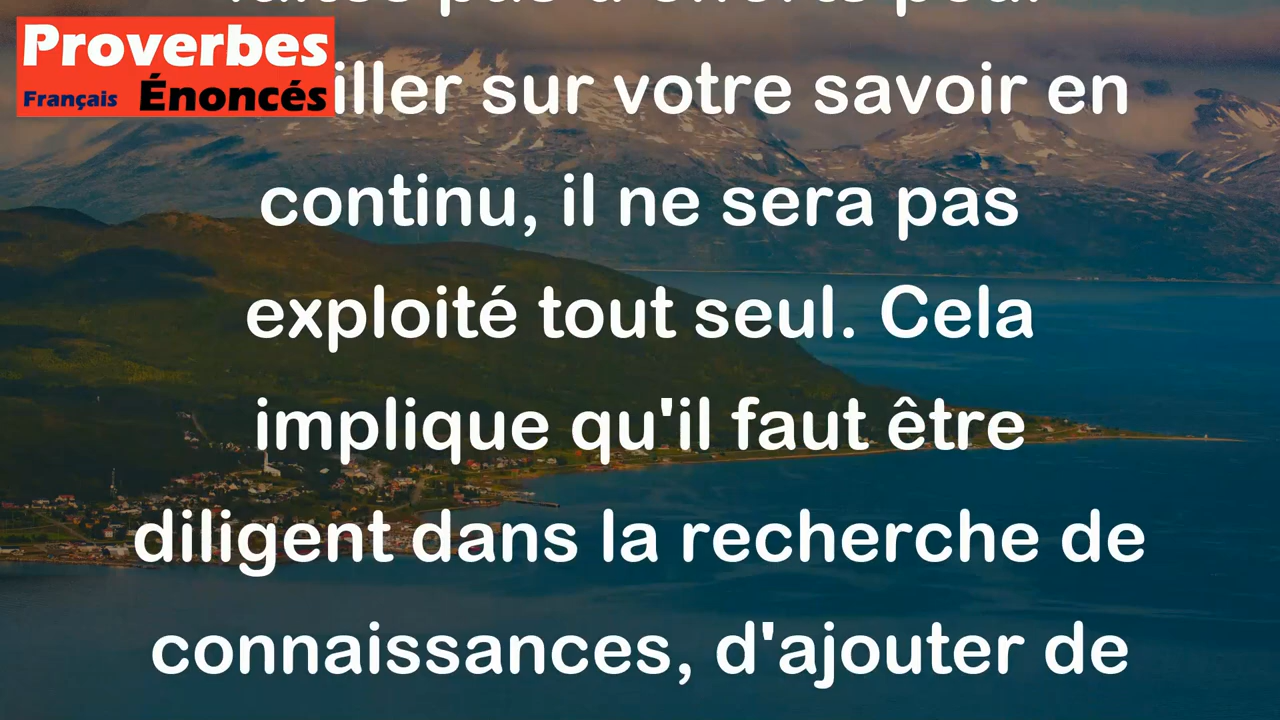 Proverbes
Français Énoncés
iller sur votre savoir en
continu, il ne sera pas
exploité tout seul. Cela
implique qu'il faut être
diligent dans la recherche de
connaissances, d'ajouter de